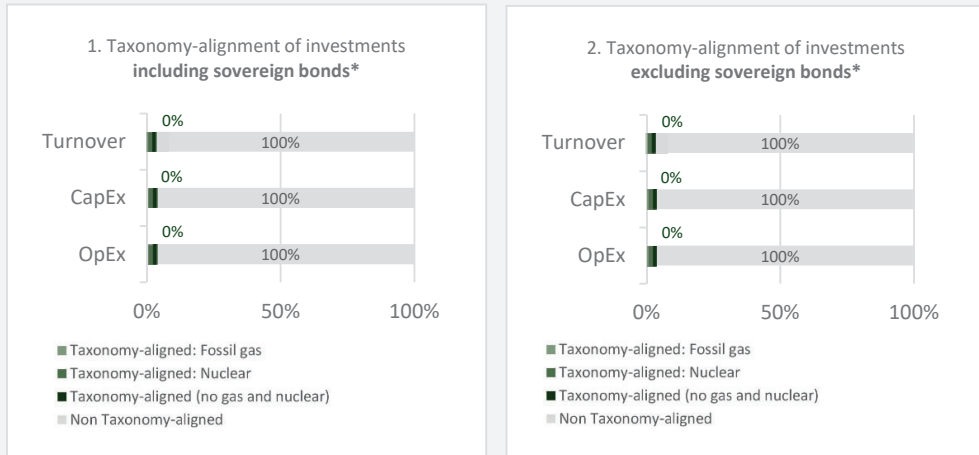 1. Taxonomy-alignment of investments
including sovereign bonds*
0%
Turnover
100%
0%
CapEx
100%
0%
OpEx
100%
0%
50%
100%
Taxonomy-aligned: Fossil gas
Taxonomy-aligned: Nuclear
Taxonomy-aligned (no gas and nuclear)
Non Taxonomy-aligned
2. Taxonomy-alignment of investments
excluding sovereign bonds*
0%
Turnover
100%
0%
CapEx
100%
0%
OpEx
100%
0%
50%
100%
Taxonomy-aligned: Fossil gas
Taxonomy-aligned: Nuclear
Taxonomy-aligned (no gas and nuclear)
Non Taxonomy-aligned